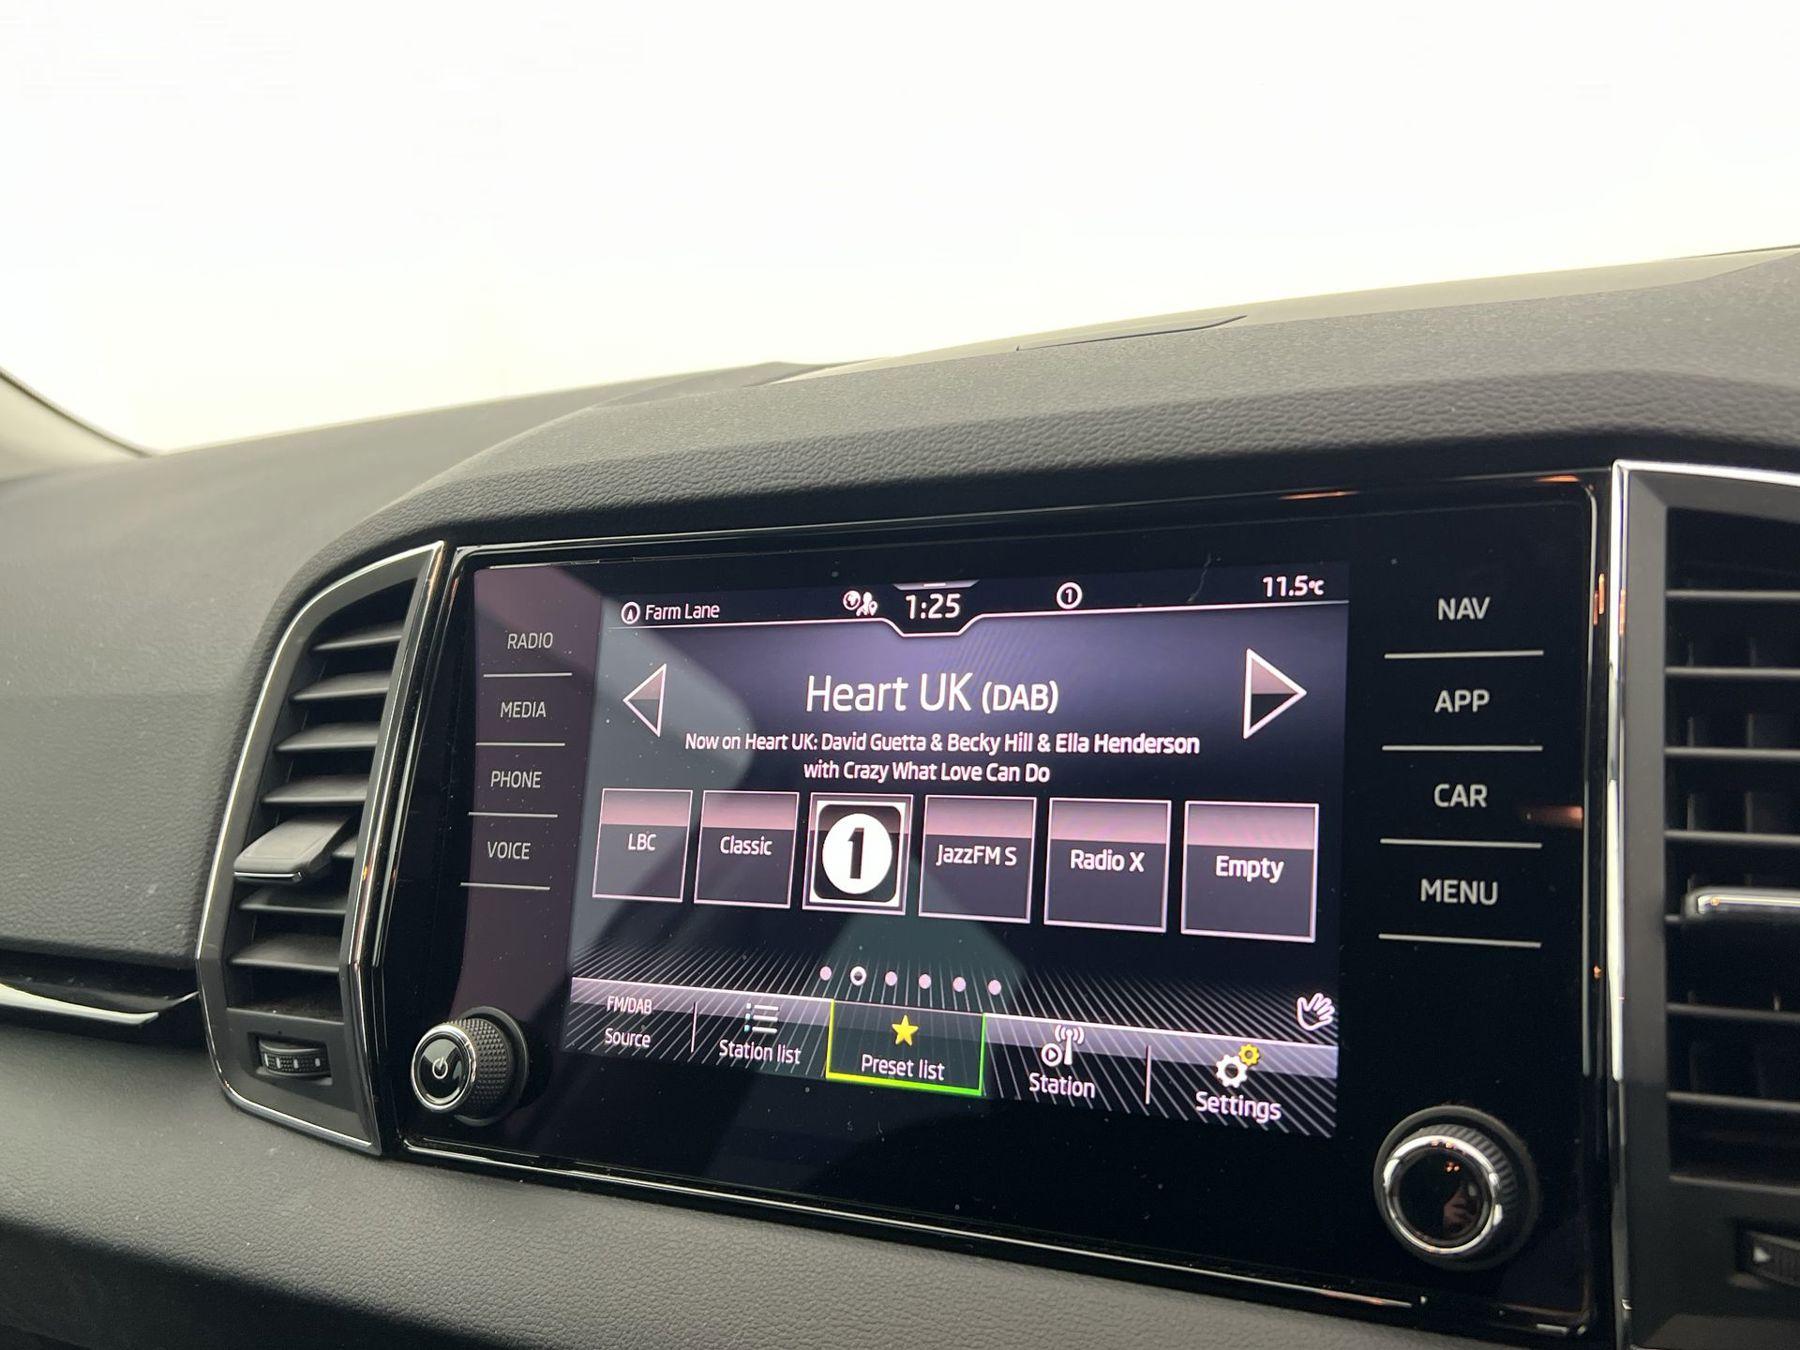 Farm Lane
1:25
1
11.5°C
RADIO
MEDIA
PHONE
VOICE
Heart UK (DAB)
Now on Heart UK: David Guetta & Becky Hill & Ella Henderson
with Crazy What Love Can Do
LBC
Classic
1
JazzFM S
Radio X
Empty
FM/DAB
Source
Station list
Preset list
Station
Settings
NAV
APP
CAR
MENU